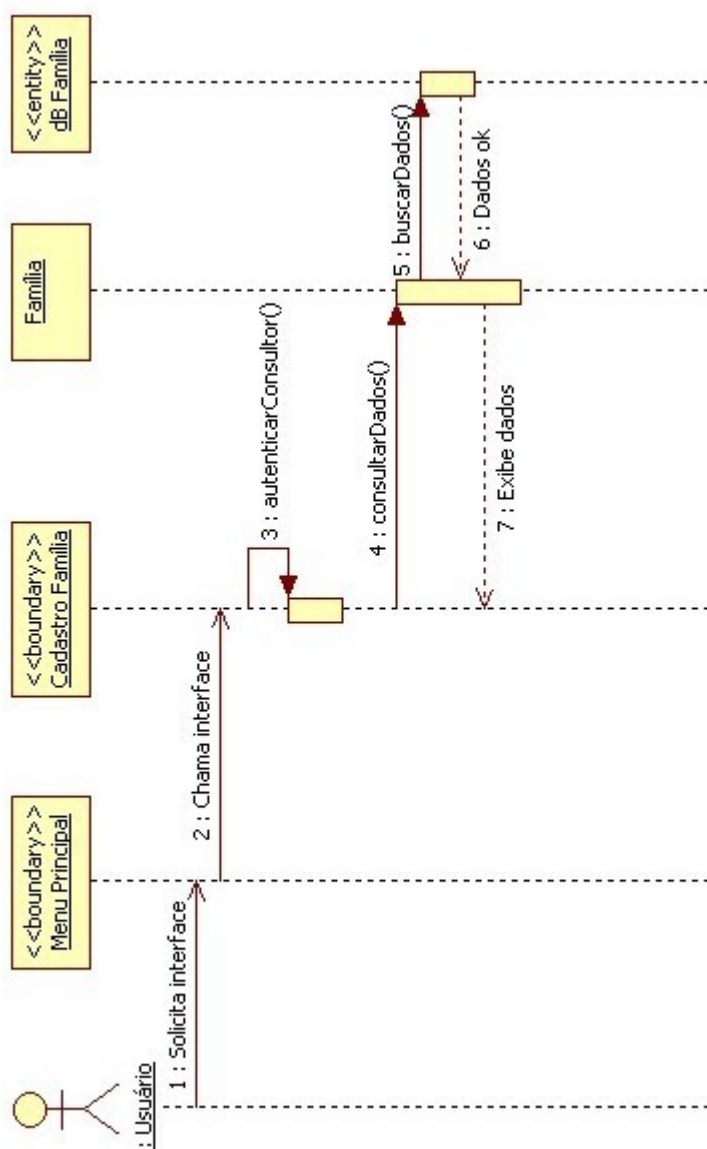 : Usuário
<<boundary>>
Menu Principal
<<boundary>>
Cadastro Família
Família
<<entity>>
dB Família
1 : Solicita interface
2 : Chama interface
3 : autenticarConsultor()
4 : consultarDados()
5 : buscarDados()
6 : Dados ok
7 : Exibe dados